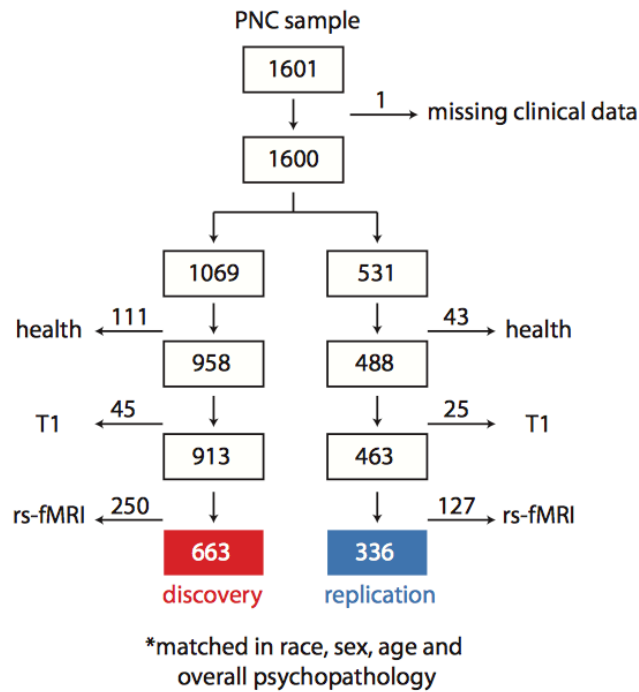 PNC sample
1601
1
missing clinical data
1600
1069
531
health
111
43
health
958
488
T1
45
25
T1
913
463
rs-fMRI
250
127
rs-fMRI
663
336
discovery
replication
*matched in race, sex, age and
overall psychopathology